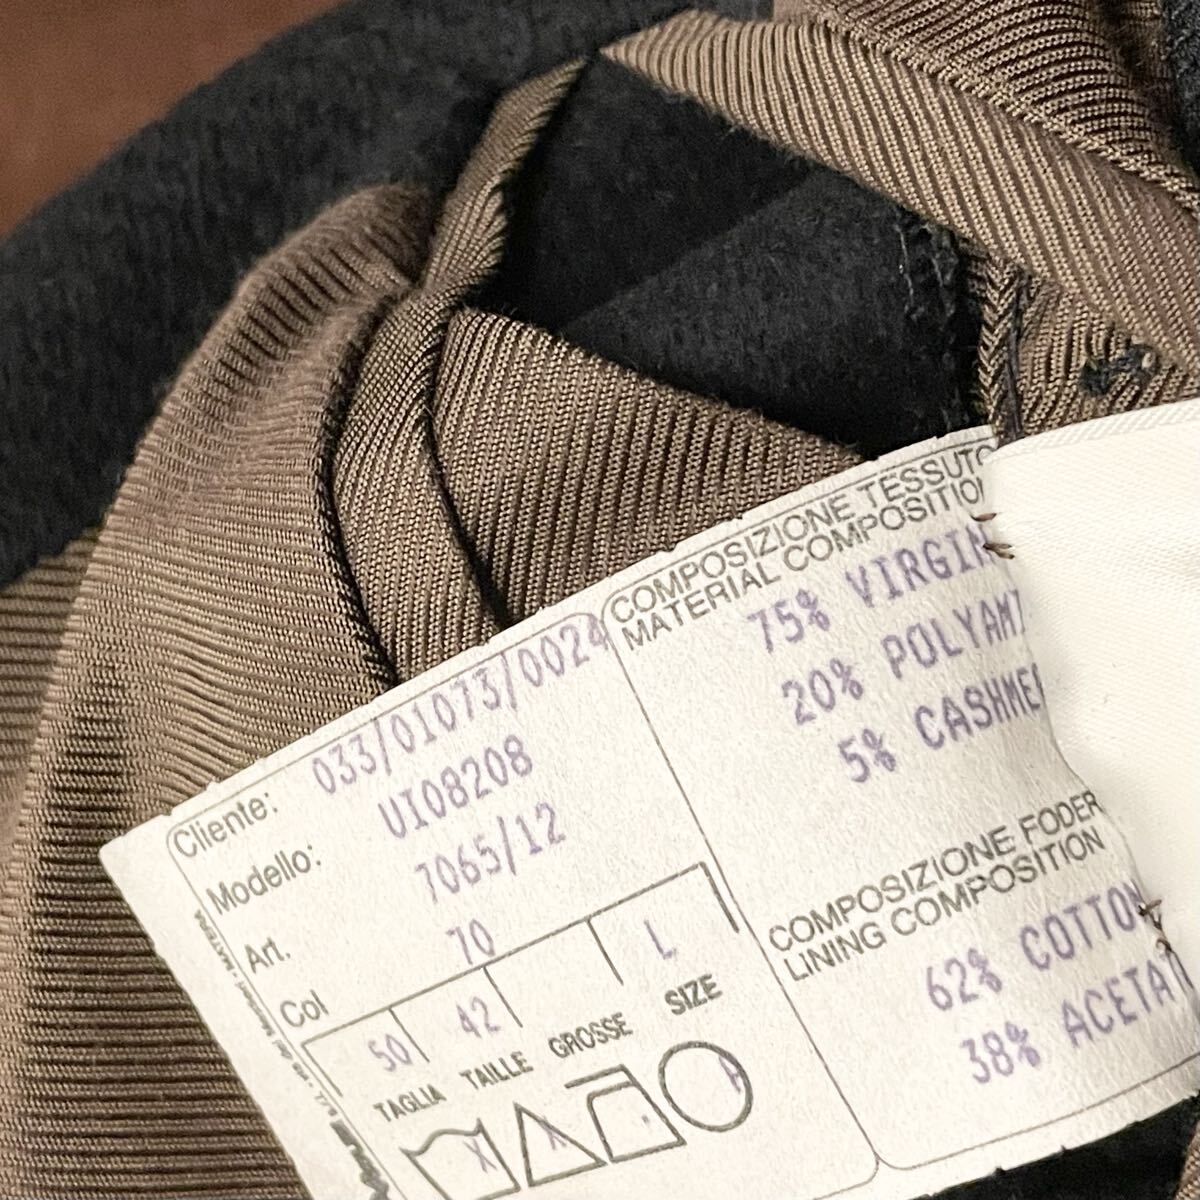 Cliente: 033/01073/0024
Modello: UI08208
Art. 7065/12
Col 70
50 42 L
TAGLIA TAILLE GROSSE SIZE
X
A
COMPOSIZIONE TESSUTO
MATERIAL COMPOSITION
75% VIRGIN
20% POLYAMI
5% CASHME
COMPOSIZIONE FODER
LINING COMPOSITION
62% COTTON
38% ACETAT